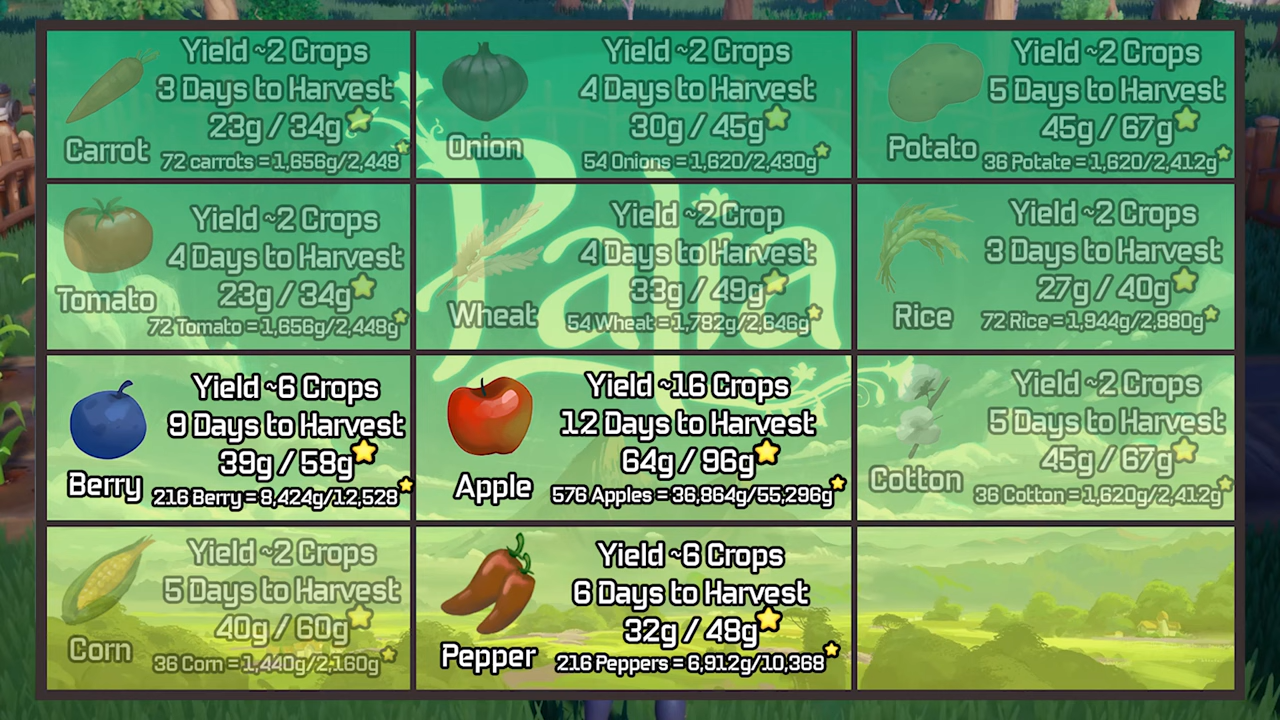 Yield ~2 Crops
3 Days to Harvest
23g / 34g
Carrot
72 carrots = 1,656g/2,448
Yield ~2 Crops
4 Days to Harvest
30g / 45g
Onion
54 Onions = 1,620/2,430g
Yield ~2 Crops
5 Days to Harvest
45g / 67g
Potato
36 Potate = 1,620/2,412g
Yield ~2 Crops
4 Days to Harvest
23g / 34g
Tomato
72 Tomato = 1,656g/2,448g
Yield ~2 Crop
4 Days to Harvest
33g / 49g
Wheat
54 Wheat = 1,782g/2,646g
Yield ~2 Crops
3 Days to Harvest
27g / 40g
Rice
72 Rice = 1,944g/2,880g
Palia
Yield ~6 Crops
9 Days to Harvest
39g / 58g
Berry
216 Berry = 8,424g/12,528
Yield ~16 Crops
12 Days to Harvest
64g / 96g
Apple
576 Apples = 36,864g/55,296g
Yield ~2 Crops
5 Days to Harvest
45g / 67g
Cotton
36 Cotton = 1,620g/2,412g
Yield ~2 Crops
5 Days to Harvest
40g / 60g
Corn
36 Corn = 1,440g/2,160g
Yield ~6 Crops
6 Days to Harvest
32g / 48g
Pepper
216 Peppers = 6,912g/10,368